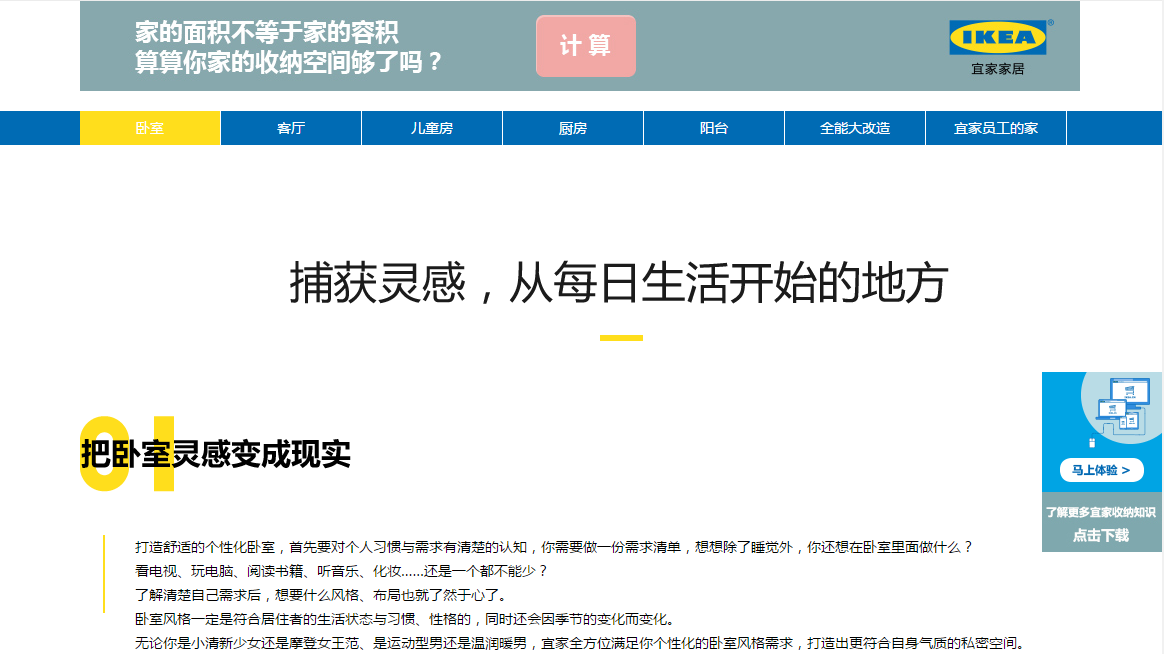 家的面积不等于家的容积
算算你家的收纳空间够了吗？
计算
IKEA
®
宜家家居
卧室
客厅
儿童房
厨房
阳台
全能大改造
宜家员工的家
捕获灵感，从每日生活开始的地方
01
把卧室灵感变成现实
马上体验 >
了解更多宜家收纳知识
点击下载
打造舒适的个性化卧室，首先要对个人习惯与需求有清楚的认知，你需要做一份需求清单，想想除了睡觉外，你还想在卧室里面做什么？
看电视、玩电脑、阅读书籍、听音乐、化妆……还是一个都不能少？
了解清楚自己需求后，想要什么风格、布局也就了然于心了。
卧室风格一定是符合居住者的生活状态与习惯、性格的，同时还会因季节的变化而变化。
无论你是小清新少女还是摩登女王范、是运动型男还是温润暖男，宜家全方位满足你个性化的卧室风格需求，打造出更符合自身气质的私密空间。